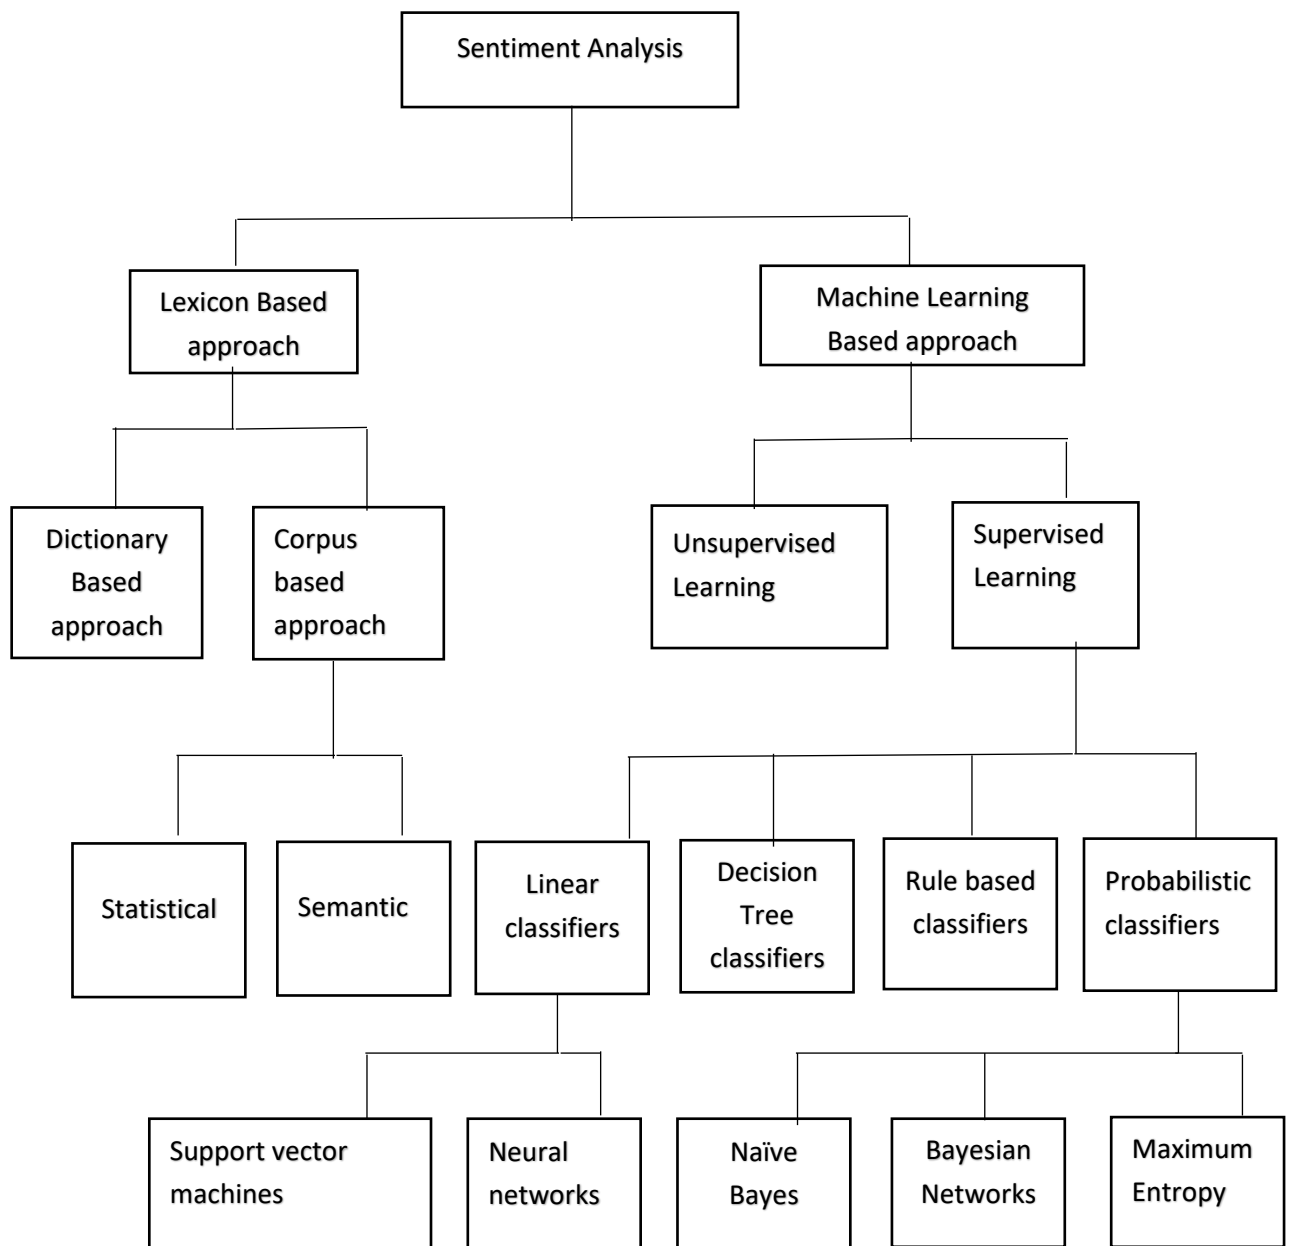 Sentiment Analysis
Lexicon Based
approach
Machine Learning
Based approach
Dictionary
Based
approach
Corpus
based
approach
Unsupervised
Learning
Supervised
Learning
Statistical
Semantic
Linear
classifiers
Decision
Tree
classifiers
Rule based
classifiers
Probabilistic
classifiers
Support vector
machines
Neural
networks
Naïve
Bayes
Bayesian
Networks
Maximum
Entropy